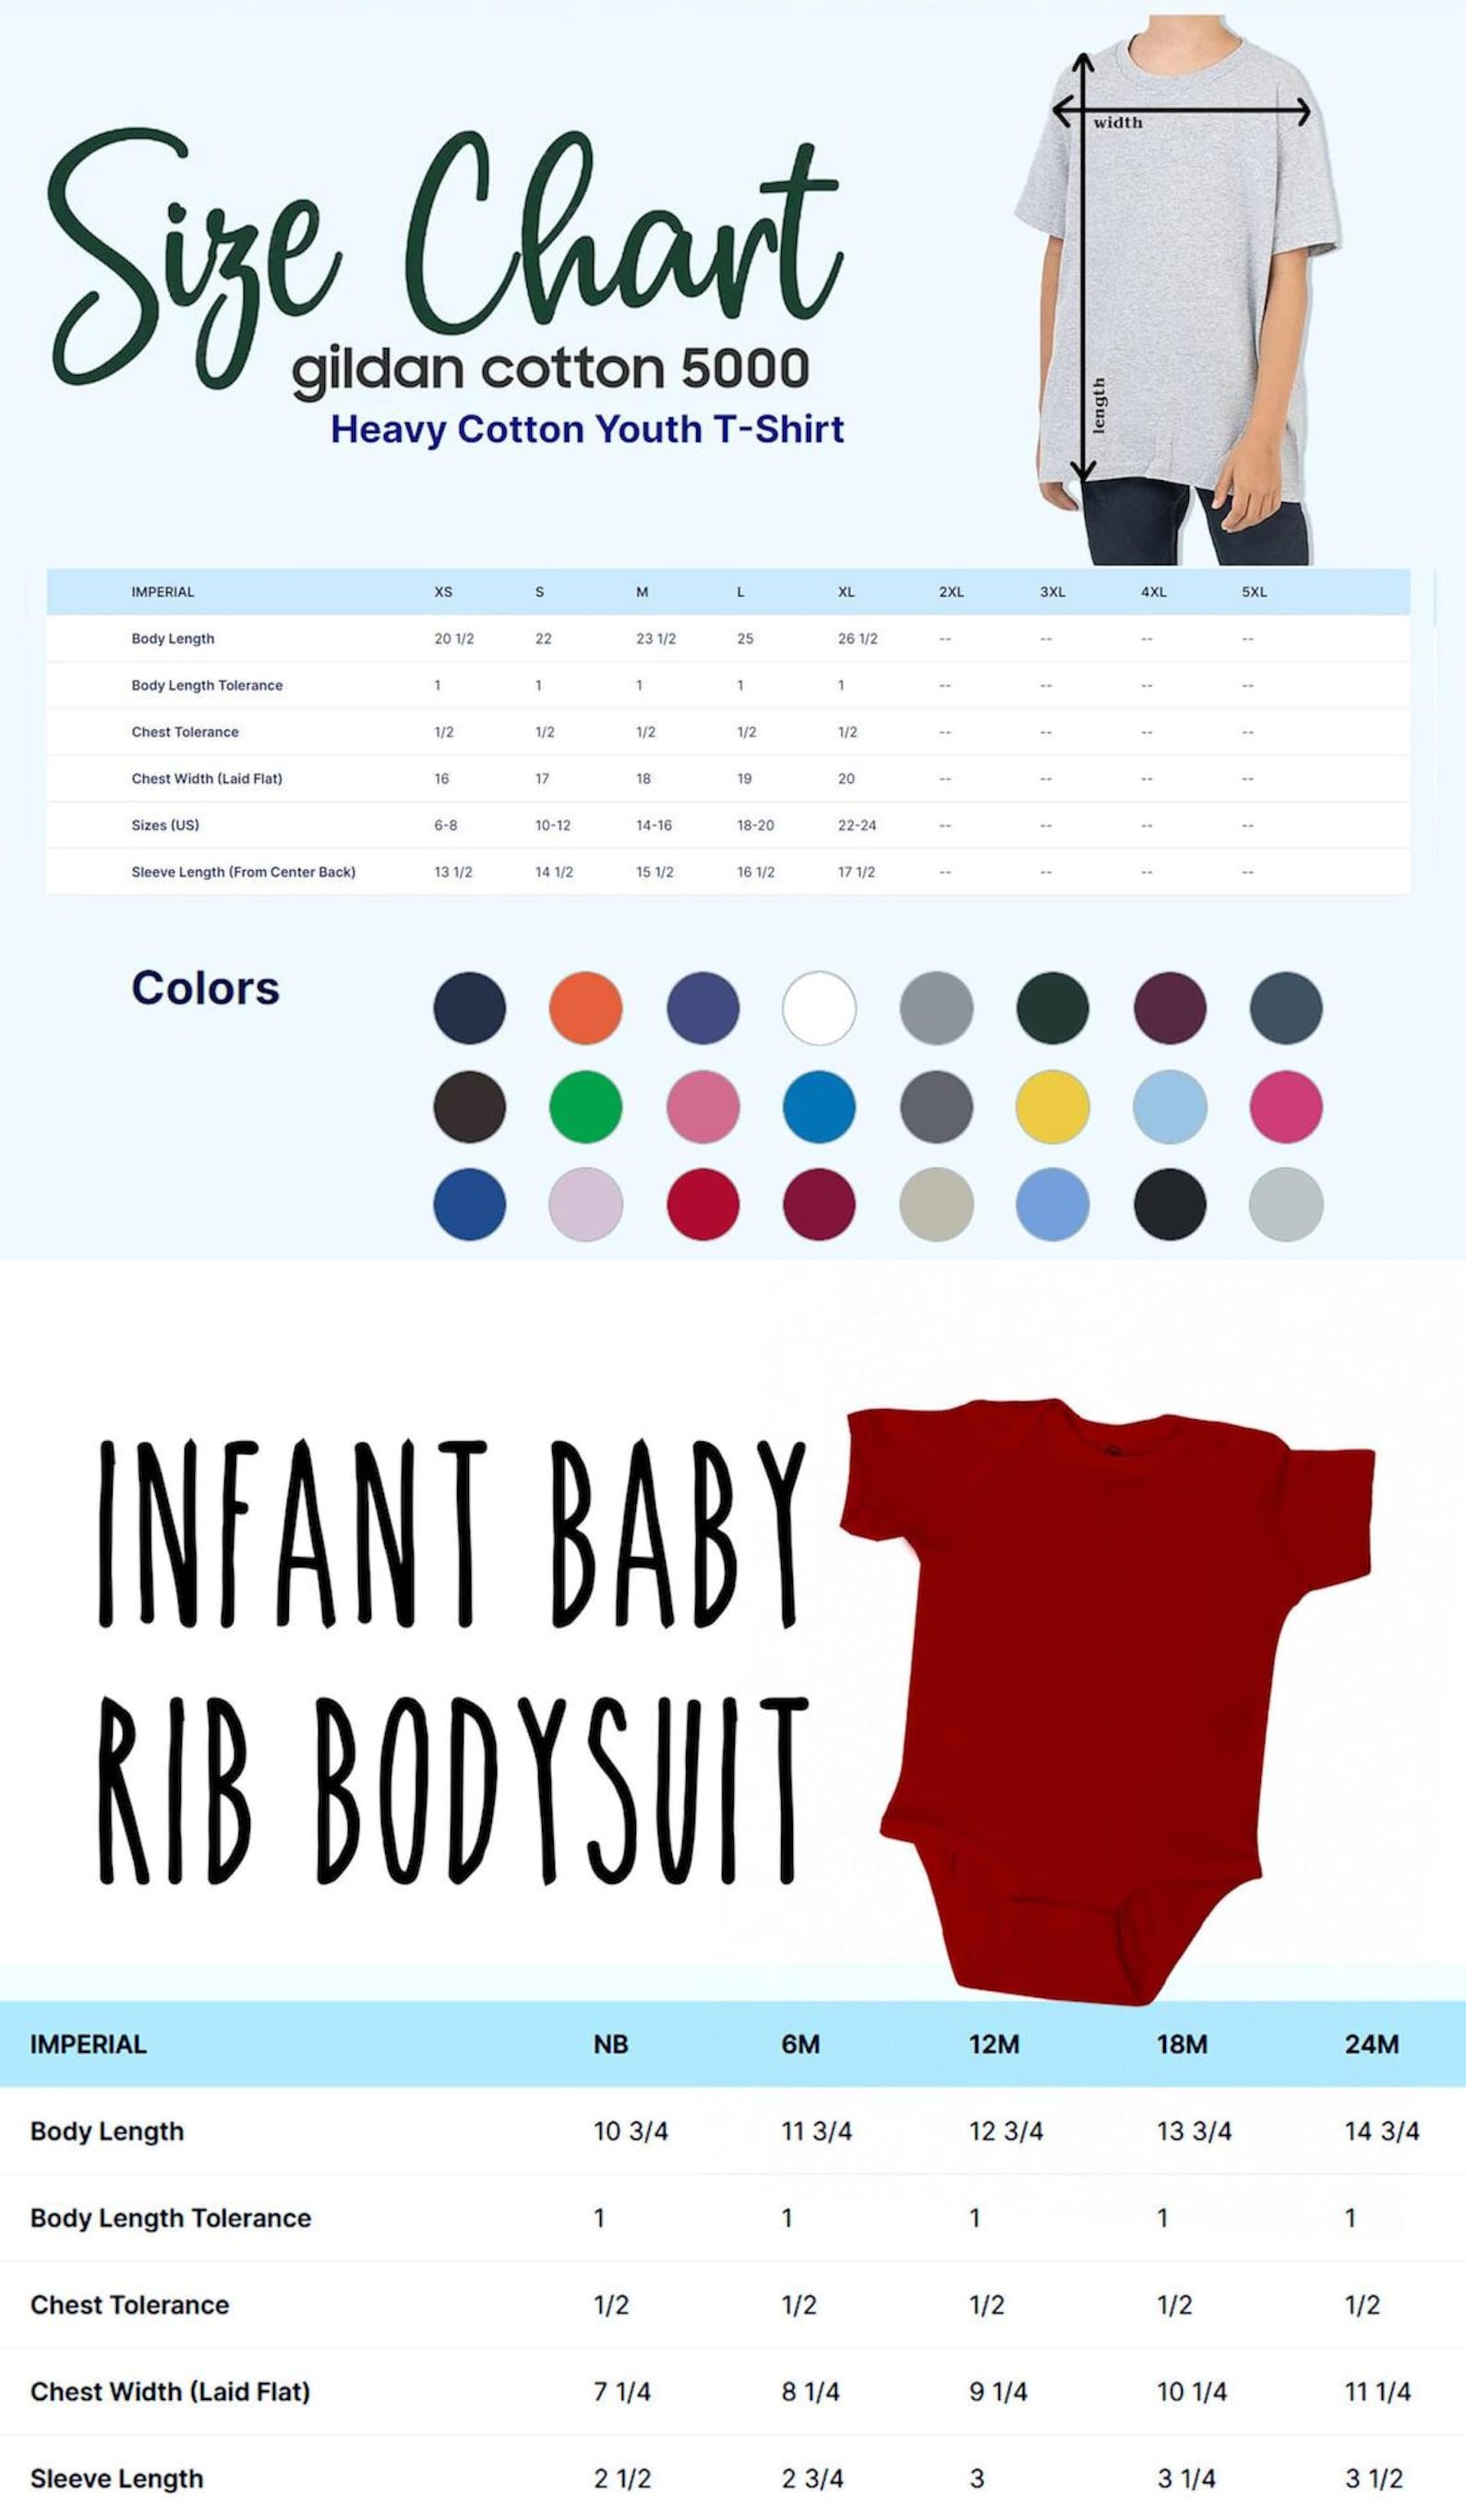 width
Size Chart
gildan cotton 5000
Heavy Cotton Youth T-Shirt
length
IMPERIAL XS S M L XL 2XL 3XL 4XL 5XL
Body Length 20 1/2 22 23 1/2 25 26 1/2 -- -- -- --
Body Length Tolerance 1 1 1 1 1 -- -- -- --
Chest Tolerance 1/2 1/2 1/2 1/2 1/2 -- -- -- --
Chest Width (Laid Flat) 16 17 18 19 20 -- -- -- --
Sizes (US) 6-8 10-12 14-16 18-20 22-24 -- -- -- --
Sleeve Length (From Center Back) 13 1/2 14 1/2 15 1/2 16 1/2 17 1/2 -- -- -- --
Colors
INFANT BABY
RIB BODYSUIT
IMPERIAL NB 6M 12M 18M 24M
Body Length 10 3/4 11 3/4 12 3/4 13 3/4 14 3/4
Body Length Tolerance 1 1 1 1 1
Chest Tolerance 1/2 1/2 1/2 1/2 1/2
Chest Width (Laid Flat) 7 1/4 8 1/4 9 1/4 10 1/4 11 1/4
Sleeve Length 2 1/2 2 3/4 3 3 1/4 3 1/2